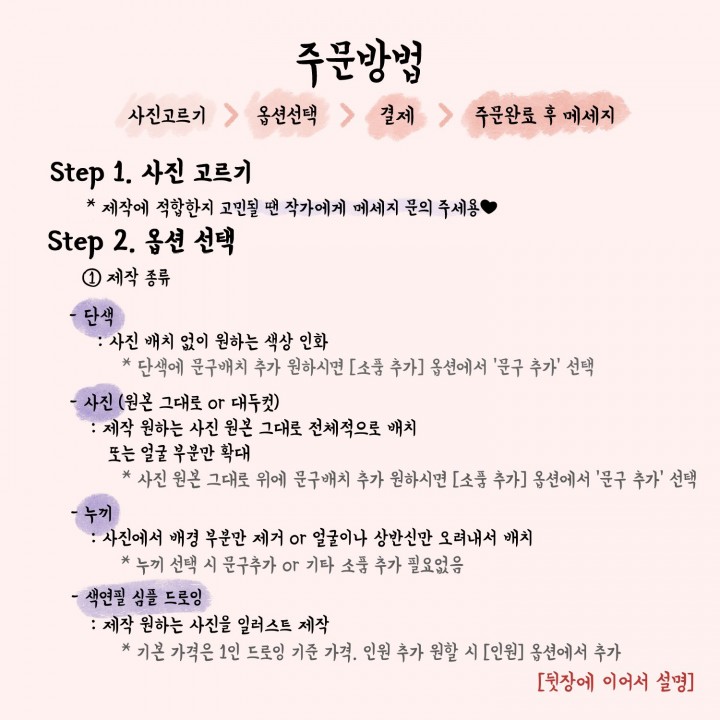 주문방법
사진고르기 > 옵션선택 > 결제 > 주문완료 후 메세지
Step 1. 사진 고르기
* 제작에 적합한지 고민될 땐 작가에게 메세지 문의 주세용♥
Step 2. 옵션 선택
① 제작 종류
- 단색
: 사진 배치 없이 원하는 색상 인화
* 단색에 문구배치 추가 원하시면 [소품 추가] 옵션에서 '문구 추가' 선택
- 사진 (원본 그대로 or 대두컷)
: 제작 원하는 사진 원본 그대로 전체적으로 배치
또는 얼굴 부분만 확대
* 사진 원본 그대로 위에 문구배치 추가 원하시면 [소품 추가] 옵션에서 '문구 추가' 선택
- 누끼
: 사진에서 배경 부분만 제거 or 얼굴이나 상반신만 오려내서 배치
* 누끼 선택 시 문구추가 or 기타 소품 추가 필요없음
- 색연필 심플 드로잉
: 제작 원하는 사진을 일러스트 제작
* 기본 가격은 1인 드로잉 기준 가격. 인원 추가 원할 시 [인원] 옵션에서 추가
[뒷장에 이어서 설명]